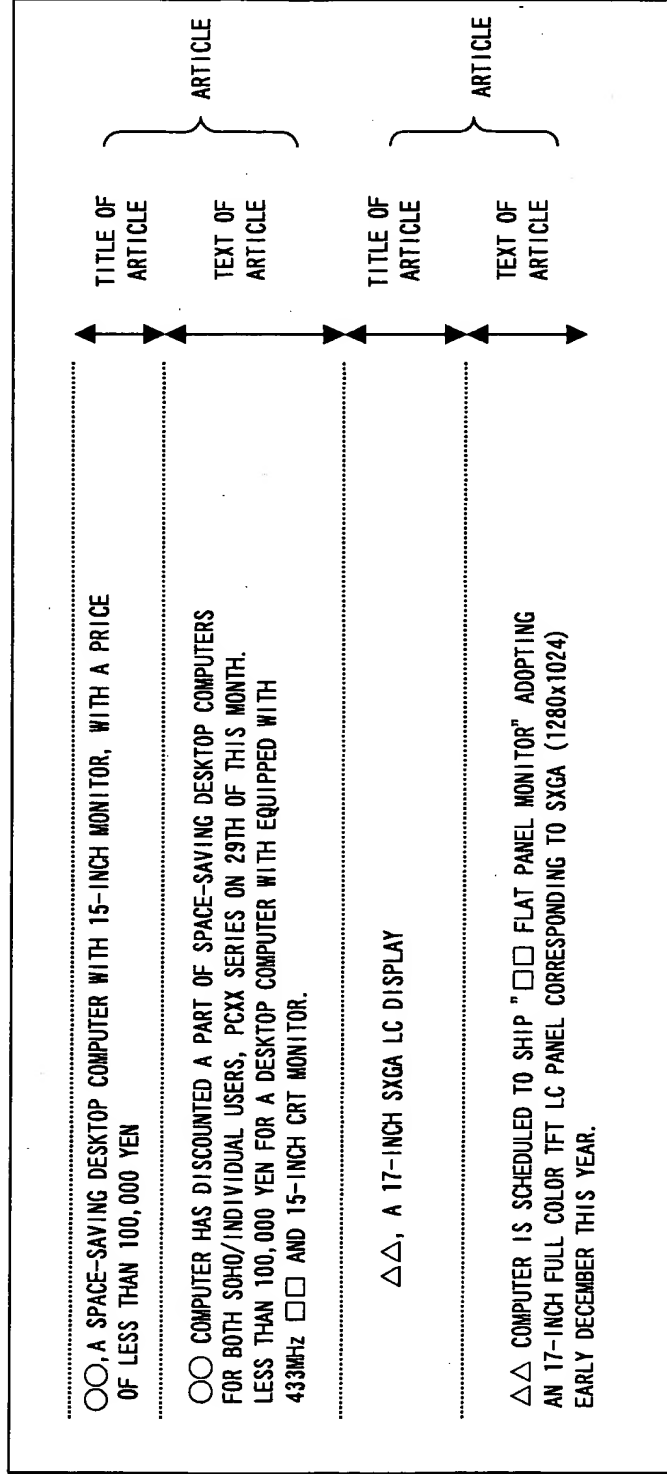 ○○, A SPACE-SAVING DESKTOP COMPUTER WITH 15-INCH MONITOR, WITH A PRICE
OF LESS THAN 100,000 YEN
TITLE OF
ARTICLE
○○ COMPUTER HAS DISCOUNTED A PART OF SPACE-SAVING DESKTOP COMPUTERS
FOR BOTH SOHO/INDIVIDUAL USERS, PCXX SERIES ON 29TH OF THIS MONTH.
LESS THAN 100,000 YEN FOR A DESKTOP COMPUTER WITH EQUIPPED WITH
433MHz □□ AND 15-INCH CRT MONITOR.
TEXT OF
ARTICLE
ARTICLE
△△, A 17-INCH SXGA LC DISPLAY
TITLE OF
ARTICLE
△△ COMPUTER IS SCHEDULED TO SHIP "□□ FLAT PANEL MONITOR" ADOPTING
AN 17-INCH FULL COLOR TFT LC PANEL CORRESPONDING TO SXGA (1280x1024)
EARLY DECEMBER THIS YEAR.
TEXT OF
ARTICLE
ARTICLE